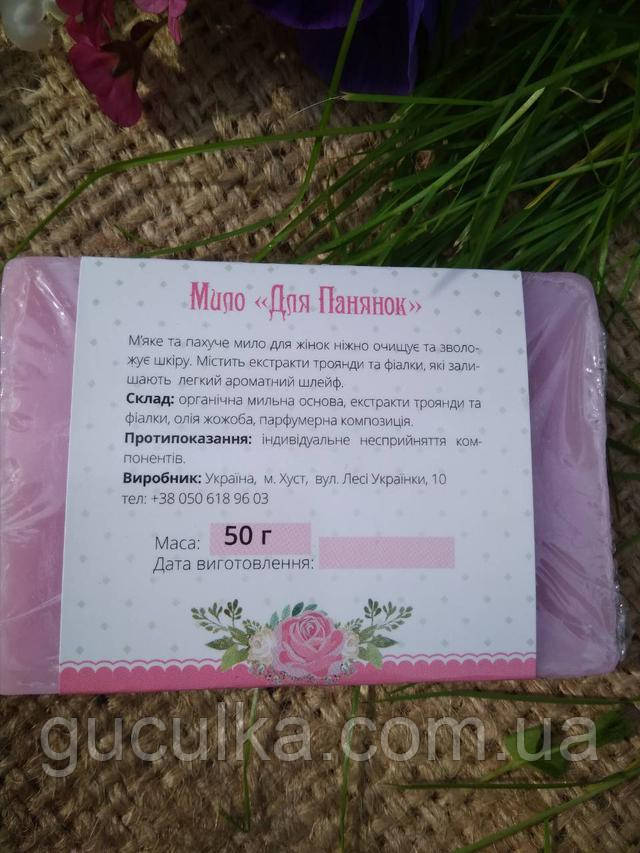 Мило «Для Панянок»
М'яке та пахуче мило для жінок ніжно очищує та зволо-
жує шкіру. Містить екстракти троянди та фіалки, які зали-
шають легкий ароматний шлейф.
Склад: органічна мильна основа, екстракти троянди та
фіалки, олія жожоба, парфумерна композиція.
Протипоказання: індивідуальне несприйняття ком-
понентів.
Виробник: Україна, м. Хуст, вул. Лесі Українки, 10
тел: +38 050 618 96 03
Маса: 50 г
Дата виготовлення:
guculka.com.ua